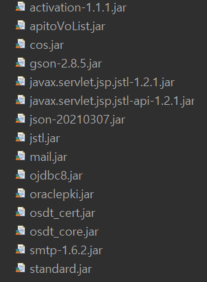 activation-1.1.1.jar
apitoVoList.jar
cos.jar
gson-2.8.5.jar
javax.servlet.jsp.jstl-1.2.1.jar
javax.servlet.jsp.jstl-api-1.2.1.jar
json-20210307.jar
jstl.jar
mail.jar
ojdbc8.jar
oraclepki.jar
osdt_cert.jar
osdt_core.jar
smtp-1.6.2.jar
standard.jar